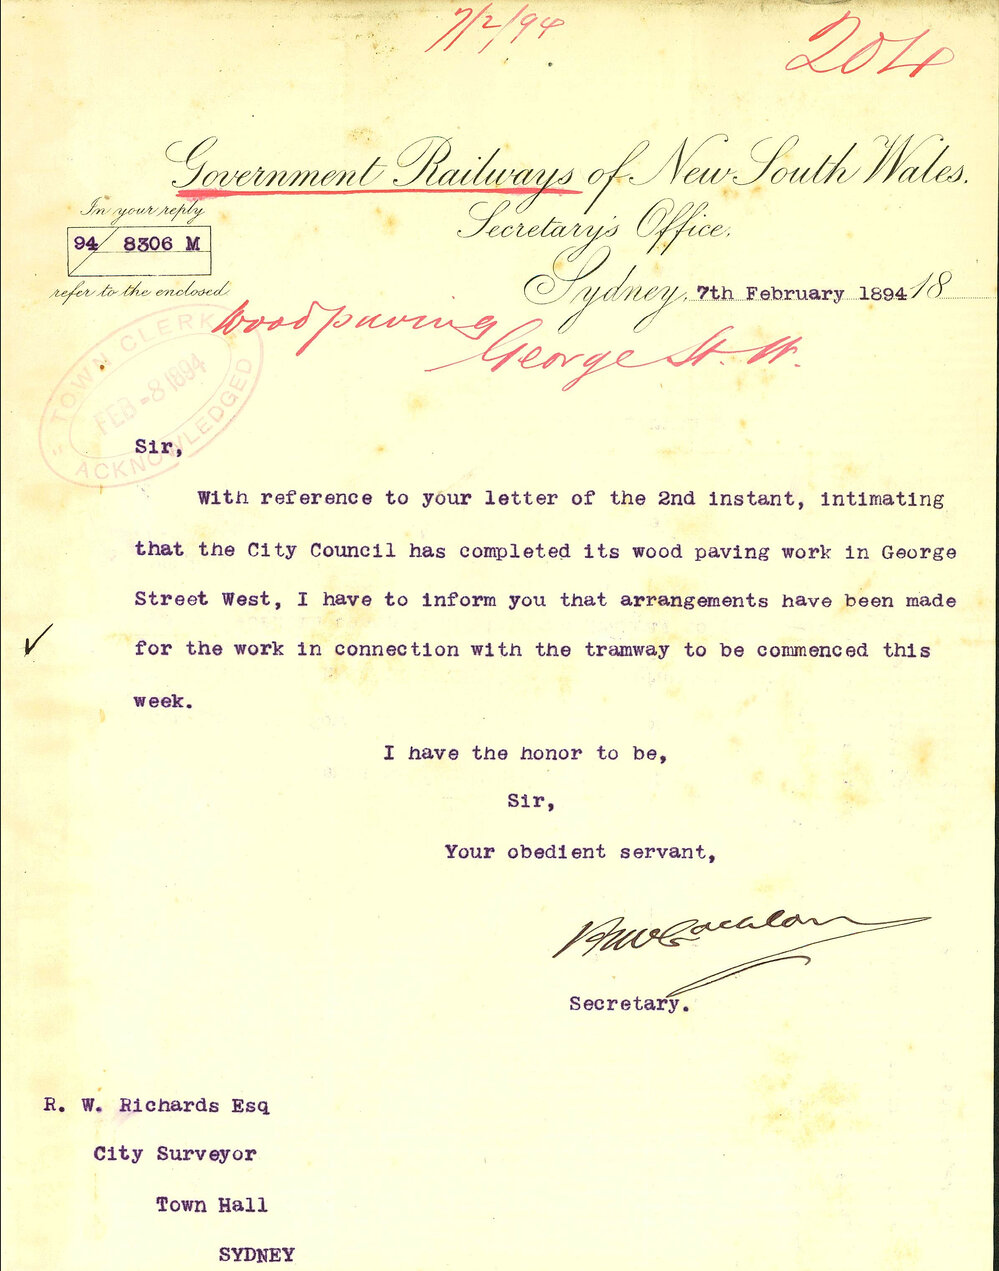 7/2/94
204
Government Railways of New South Wales.
In your reply
94/8306 M
refer to the enclosed
Secretary's Office,
Sydney, 7th February 1894 18
Wood paving
George St. W.
TOWN CLERK
FEB -8 1894
ACKNOWLEDGED
Sir,
With reference to your letter of the 2nd instant, intimating
that the City Council has completed its wood paving work in George
Street West, I have to inform you that arrangements have been made
for the work in connection with the tramway to be commenced this
week.
I have the honor to be,
Sir,
Your obedient servant,
Secretary.
R. W. Richards Esq
City Surveyor
Town Hall
SYDNEY